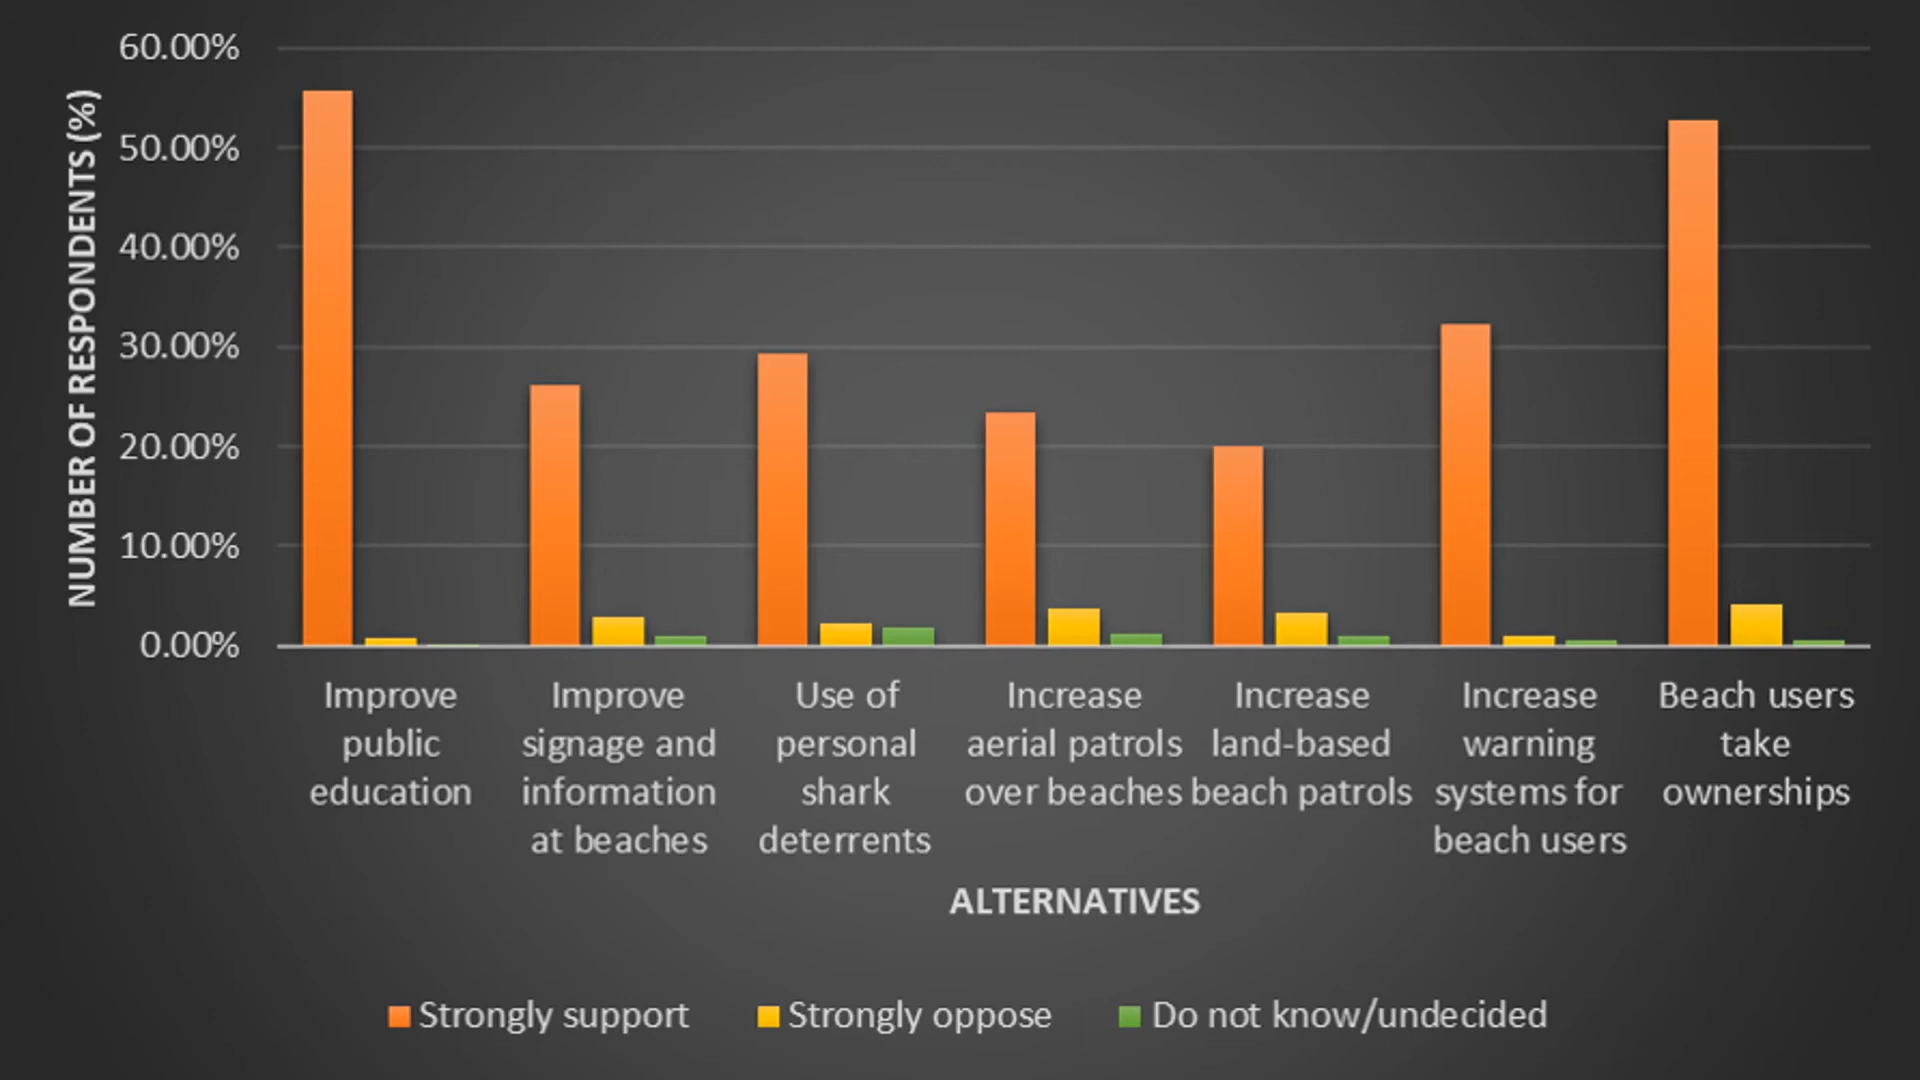 60.00%
50.00%
40.00%
30.00%
20.00%
10.00%
0.00%
NUMBER OF RESPONDENTS (%)
Improve
public
education
Improve
signage and
information
at beaches
Use of
personal
shark
deterrents
Increase
aerial patrols
over beaches
Increase
land-based
beach patrols
Increase
warning
systems for
beach users
Beach users
take
ownerships
ALTERNATIVES
Strongly support
Strongly oppose
Do not know/undecided